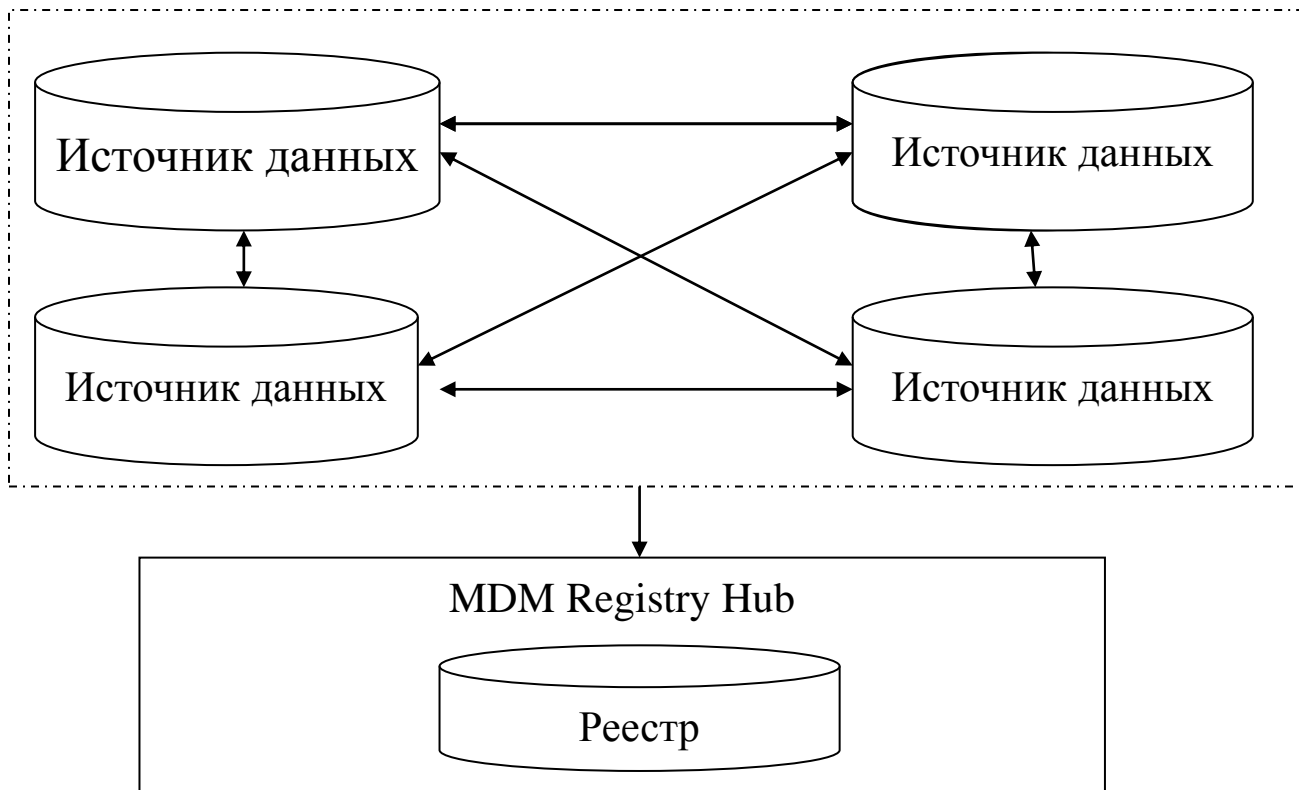 Источник данных
Источник данных
Источник данных
Источник данных
MDM Registry Hub
Реестр